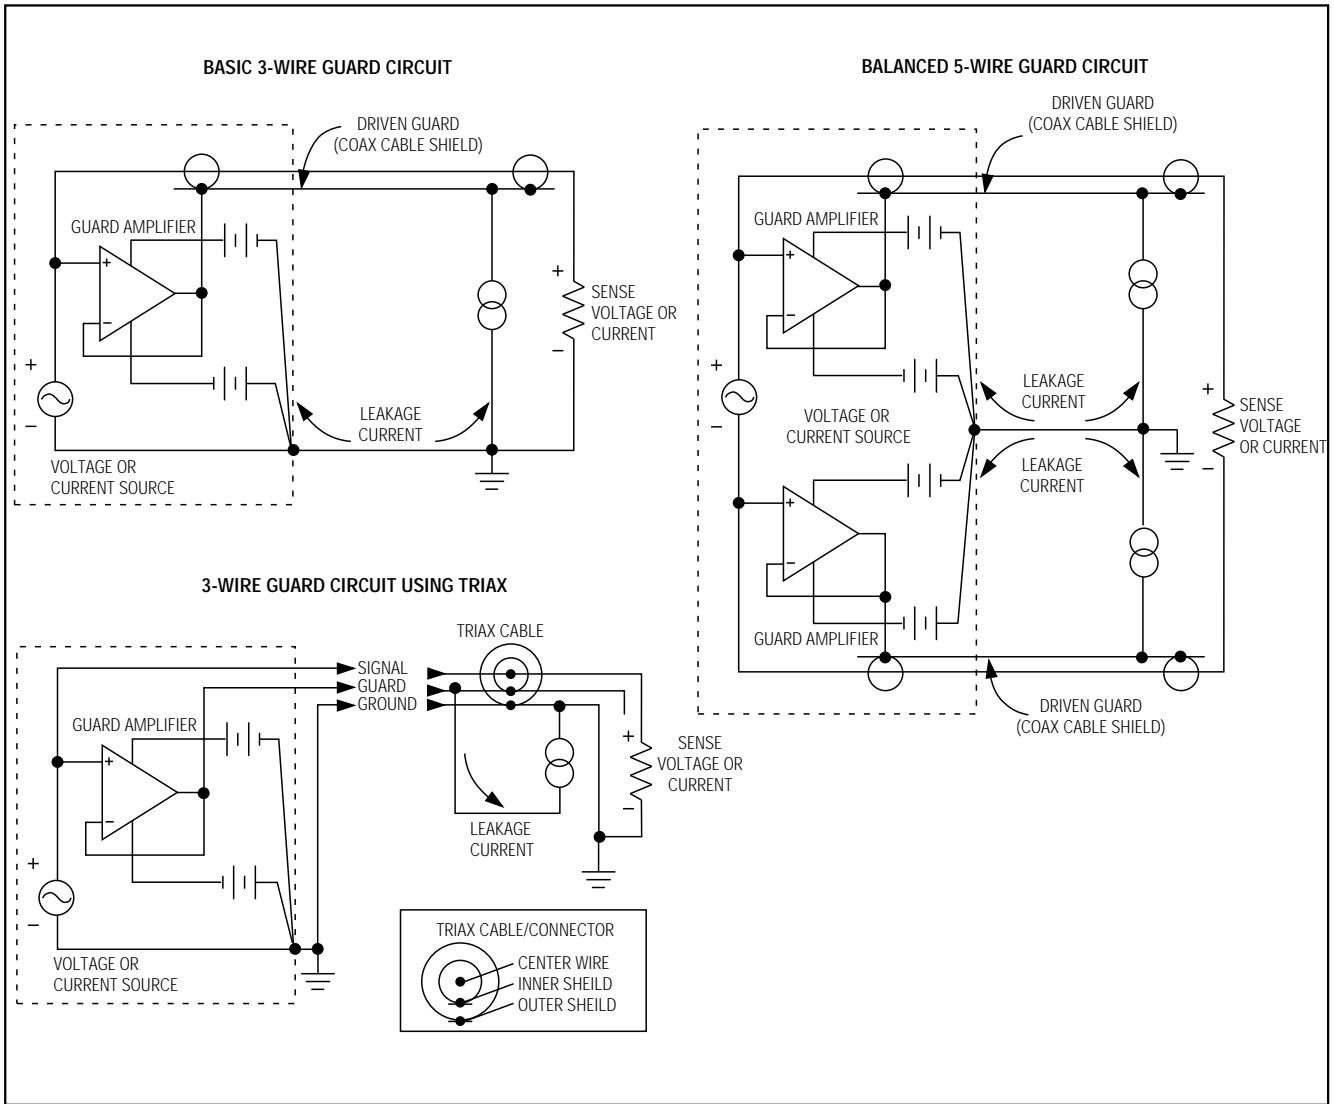 BASIC 3-WIRE GUARD CIRCUIT
DRIVEN GUARD
(COAX CABLE SHIELD)
GUARD AMPLIFIER
+
−
+
−
+
−
SENSE
VOLTAGE OR
CURRENT
LEAKAGE
CURRENT
VOLTAGE OR
CURRENT SOURCE
BALANCED 5-WIRE GUARD CIRCUIT
DRIVEN GUARD
(COAX CABLE SHIELD)
GUARD AMPLIFIER
+
−
+
−
LEAKAGE
CURRENT
VOLTAGE OR
CURRENT SOURCE
+
−
SENSE
VOLTAGE
OR CURRENT
LEAKAGE
CURRENT
+
−
GUARD AMPLIFIER
DRIVEN GUARD
(COAX CABLE SHIELD)
3-WIRE GUARD CIRCUIT USING TRIAX
TRIAX CABLE
SIGNAL
GUARD
GROUND
GUARD AMPLIFIER
+
−
+
−
+
−
SENSE
VOLTAGE OR
CURRENT
LEAKAGE
CURRENT
VOLTAGE OR
CURRENT SOURCE
TRIAX CABLE/CONNECTOR
CENTER WIRE
INNER SHEILD
OUTER SHEILD